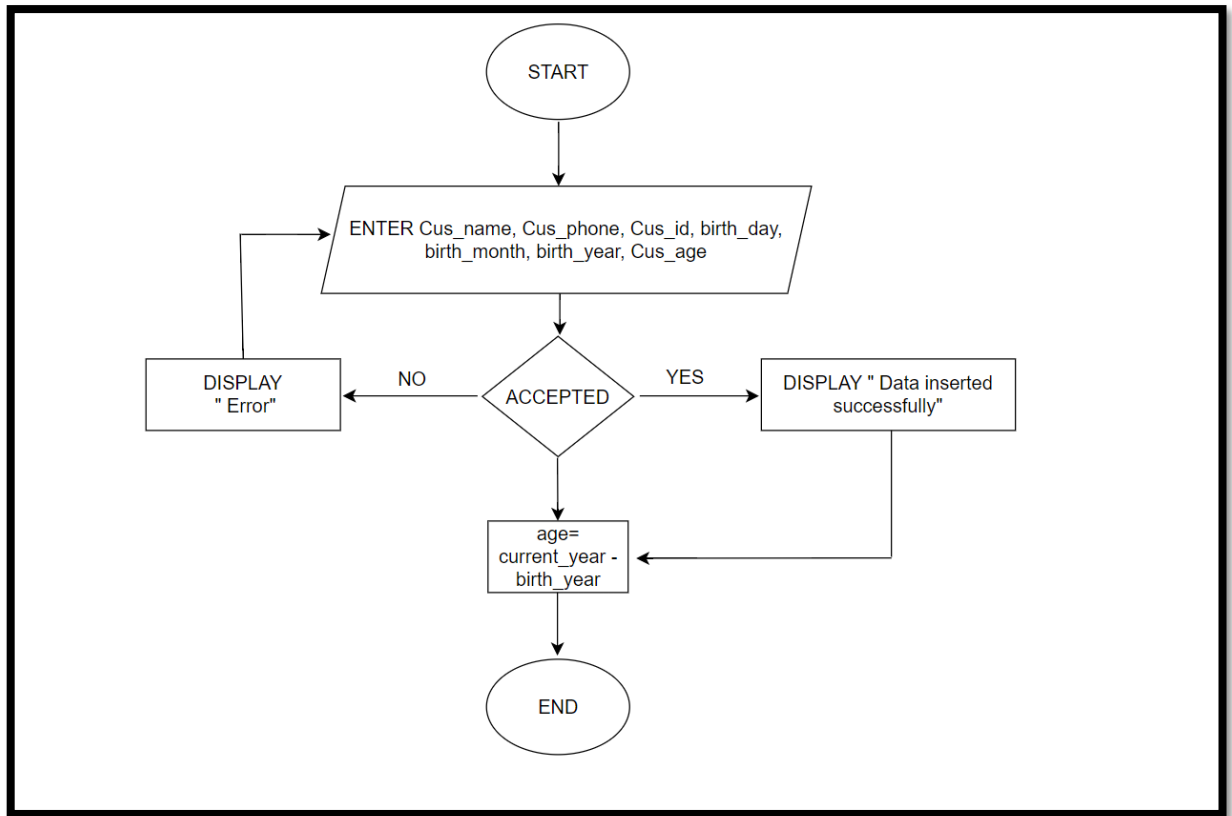 START
ENTER Cus_name, Cus_phone, Cus_id, birth_day,
birth_month, birth_year, Cus_age
DISPLAY
" Error"
NO
ACCEPTED
YES
DISPLAY " Data inserted
successfully"
age=
current_year -
birth_year
END